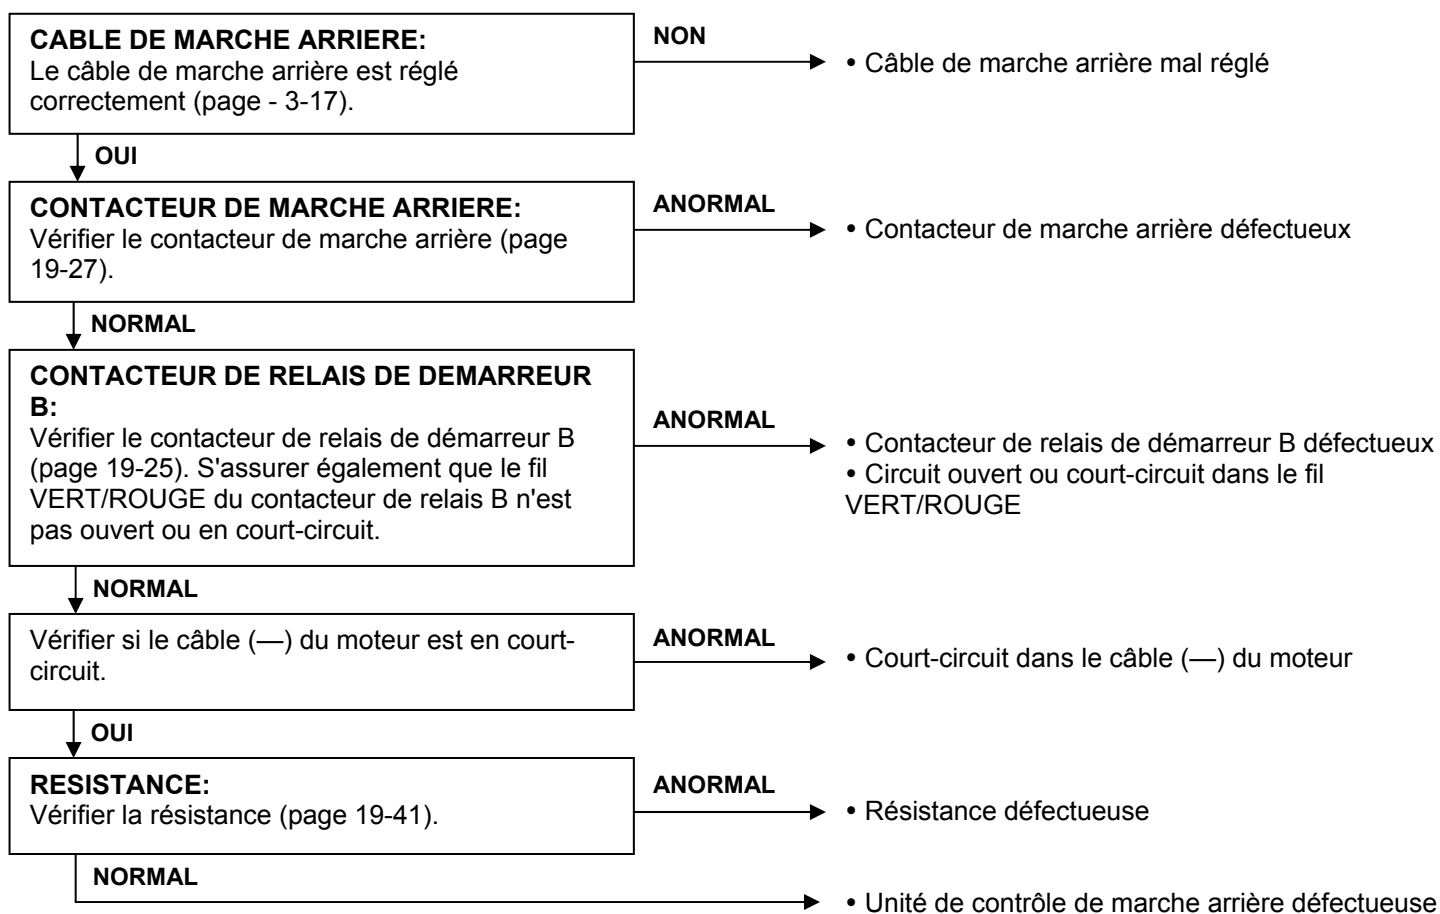 CABLE DE MARCHE ARRIERE:
Le câble de marche arrière est réglé
correctement (page - 3-17).
NON
• Câble de marche arrière mal réglé
OUI
CONTACTEUR DE MARCHE ARRIERE:
Vérifier le contacteur de marche arrière (page
19-27).
ANORMAL
• Contacteur de marche arrière défectueux
NORMAL
CONTACTEUR DE RELAIS DE DEMARREUR
B:
Vérifier le contacteur de relais de démarreur B
(page 19-25). S'assurer également que le fil
VERT/ROUGE du contacteur de relais B n'est
pas ouvert ou en court-circuit.
ANORMAL
• Contacteur de relais de démarreur B défectueux
• Circuit ouvert ou court-circuit dans le fil
VERT/ROUGE
NORMAL
Vérifier si le câble (—) du moteur est en court-
circuit.
ANORMAL
• Court-circuit dans le câble (—) du moteur
OUI
RESISTANCE:
Vérifier la résistance (page 19-41).
ANORMAL
• Résistance défectueuse
NORMAL
• Unité de contrôle de marche arrière défectueuse